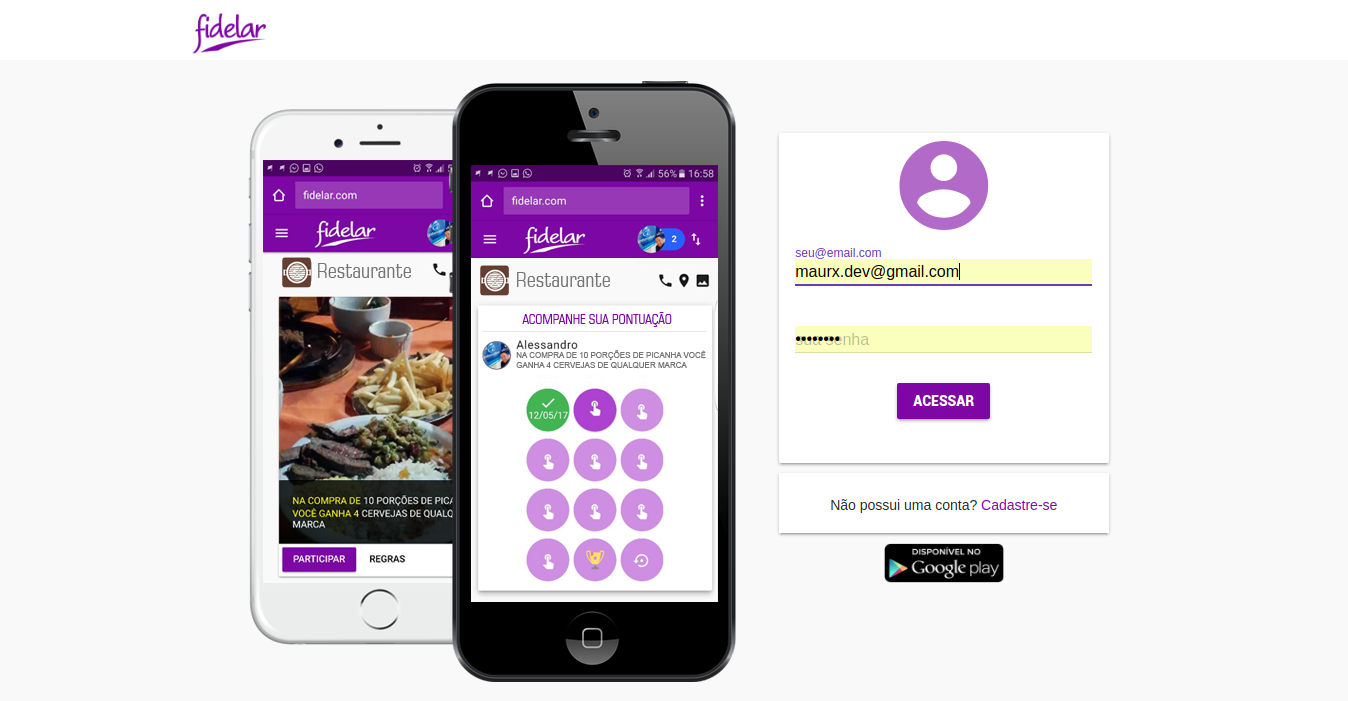 fidelar
fidelar.com
fidelar
Restaurante
NA COMPRA DE 10 PORÇÕES DE PICA
VOCÊ GANHA 4 CERVEJAS DE QUALQ
MARCA
PARTICIPAR REGRAS
56% 16:58
fidelar.com
fidelar
2
Restaurante
ACOMPANHE SUA PONTUAÇÃO
Alessandro
NA COMPRA DE 10 PORÇÕES DE PICANHA VOCÊ
GANHA 4 CERVEJAS DE QUALQUER MARCA
12/05/17
seu@email.com
maurx.dev@gmail.com
sua senha
ACESSAR
Não possui uma conta? Cadastre-se
DISPONÍVEL NO
Google play